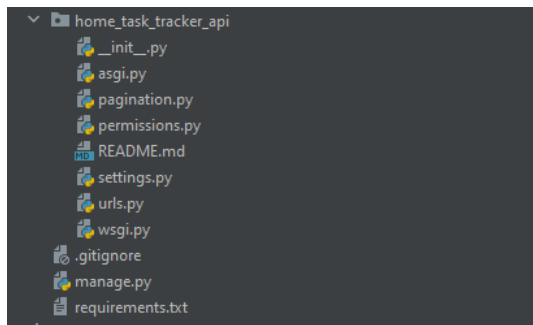 home_task_tracker_api
__init__.py
asgi.py
pagination.py
permissions.py
MD README.md
settings.py
urls.py
wsgi.py
.gitignore
manage.py
requirements.txt